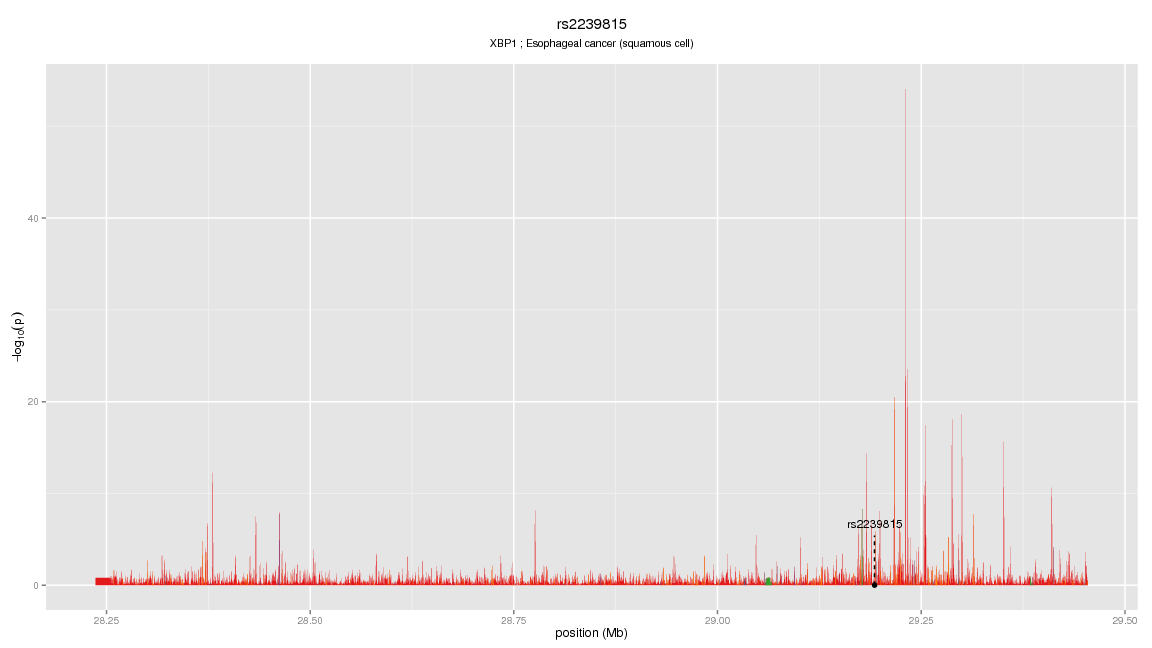 rs2239815
XBP1 ; Esophageal cancer (squamous cell)
−log10(p)
40
20
0
rs2239815
28.25 28.50 28.75 29.00 29.25 29.50
position (Mb)